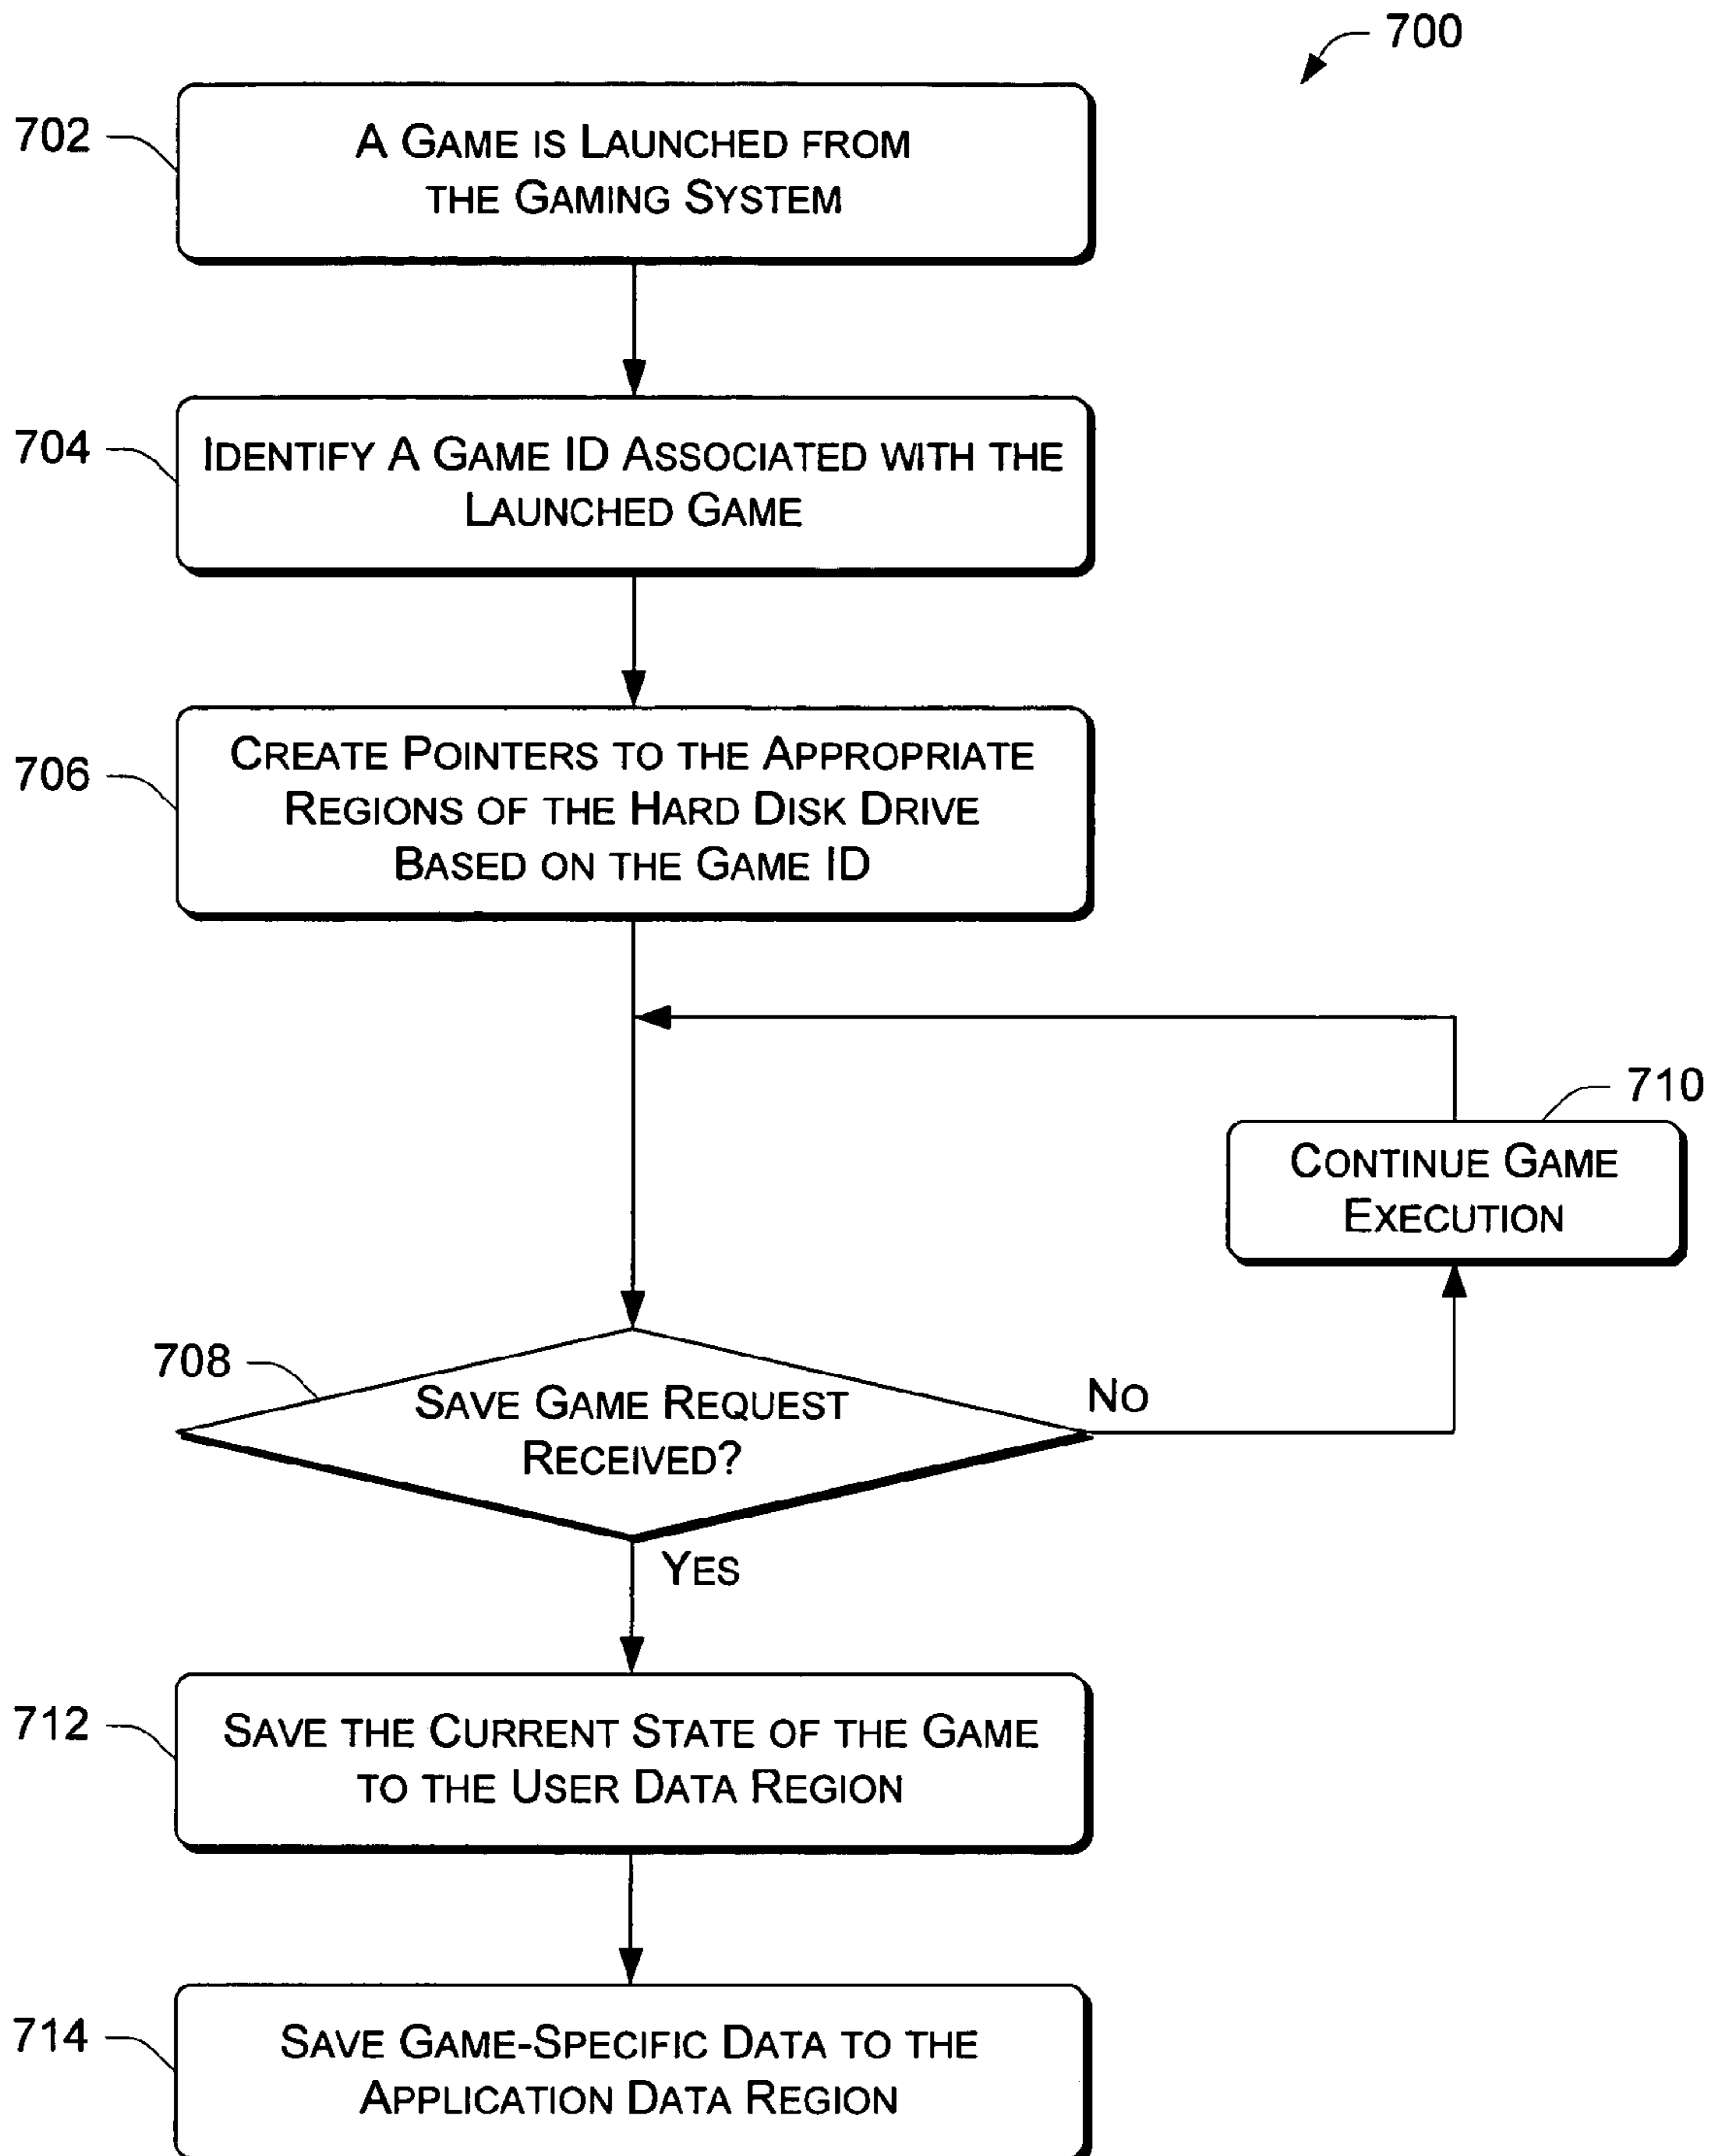 700
702
A GAME IS LAUNCHED FROM
THE GAMING SYSTEM
704
IDENTIFY A GAME ID ASSOCIATED WITH THE
LAUNCHED GAME
706
CREATE POINTERS TO THE APPROPRIATE
REGIONS OF THE HARD DISK DRIVE
BASED ON THE GAME ID
710
CONTINUE GAME
EXECUTION
708
SAVE GAME REQUEST
RECEIVED?
NO
YES
712
SAVE THE CURRENT STATE OF THE GAME
TO THE USER DATA REGION
714
SAVE GAME-SPECIFIC DATA TO THE
APPLICATION DATA REGION